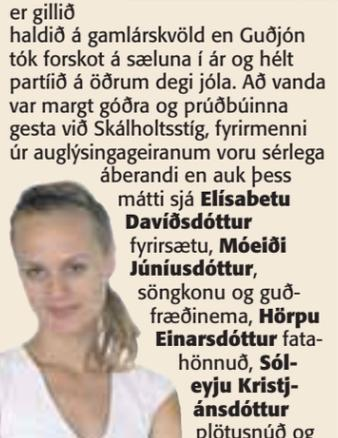 er gillið
haldið á gamlárskvöld en Guðjón
tók forskot á sæluna í ár og hélt
partíið á öðrum degi jóla. Að vanda
var margt góðra og prúðbúinna
gesta við Skálholtsstíg, fyrirmenni
úr auglýsingageiranum voru sérlega
áberandi en auk þess
mátti sjá Elísabetu
Davíðsdóttur
fyrirsætu, Móeiði
Júníusdóttur,
söngkonu og guð-
fræðinema, Hörpu
Einarsdóttur fata-
hönnuð, Sól-
eyju Kristj-
ánsdóttur
plötusnúð og